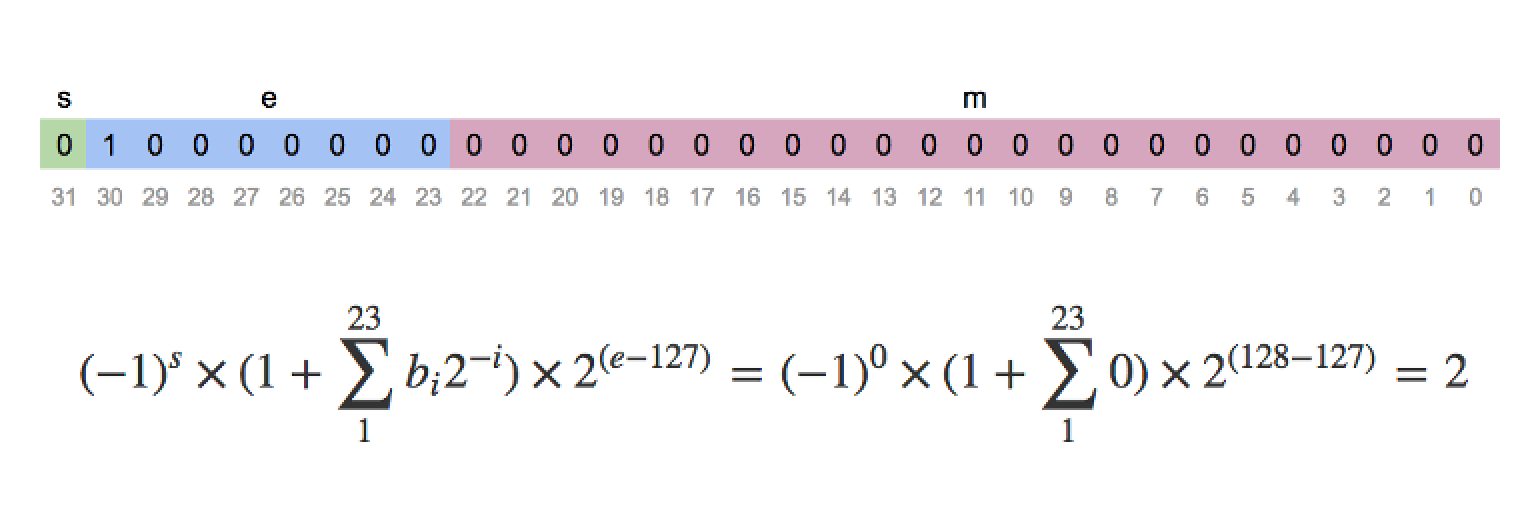 s e m
0 1 0 0 0 0 0 0 0 0 0 0 0 0 0 0 0 0 0 0 0 0 0 0 0 0 0 0 0 0 0 0
31 30 29 28 27 26 25 24 23 22 21 20 19 18 17 16 15 14 13 12 11 10 9 8 7 6 5 4 3 2 1 0
23 23
(−1)ˢ × (1 + ∑ bᵢ2⁻ⁱ) × 2⁽ᵉ⁻¹²⁷⁾ = (−1)⁰ × (1 + ∑ 0) × 2⁽¹²⁸⁻¹²⁷⁾ = 2
1 1